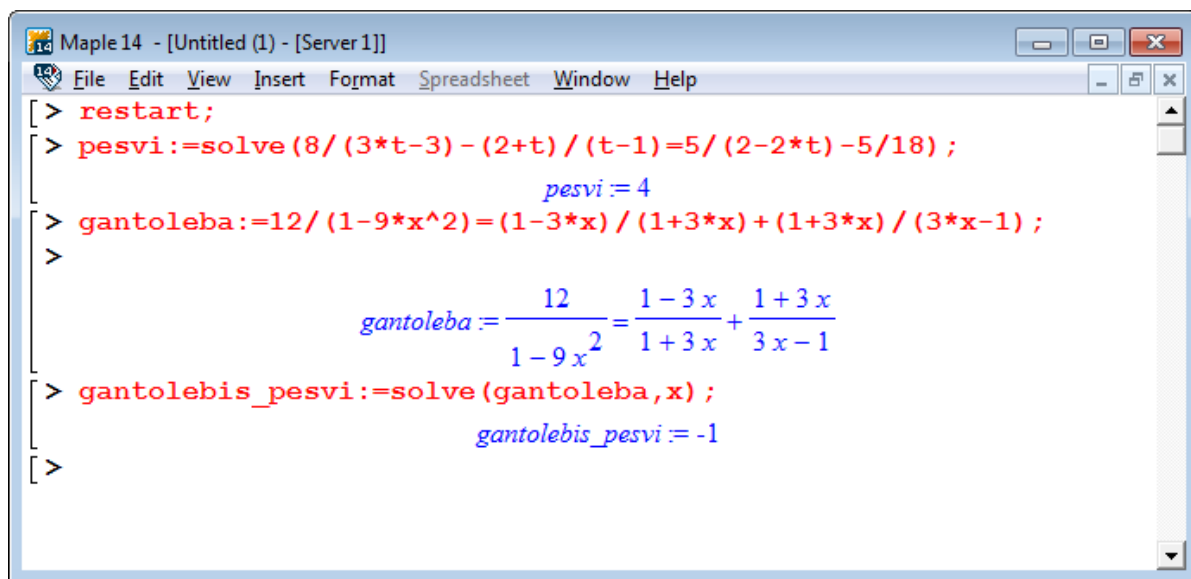 Maple 14 - [Untitled (1) - [Server 1]]
File Edit View Insert Format Spreadsheet Window Help
[> restart;
[> pesvi:=solve(8/(3*t-3)-(2+t)/(t-1)=5/(2-2*t)-5/18);
pesvi := 4
[> gantoleba:=12/(1-9*x^2)=(1-3*x)/(1+3*x)+(1+3*x)/(3*x-1);
>
gantoleba := 12/(1 − 9 x^2) = (1 − 3 x)/(1 + 3 x) + (1 + 3 x)/(3 x − 1)
[> gantolebis_pesvi:=solve(gantoleba,x);
gantolebis_pesvi := -1
[>